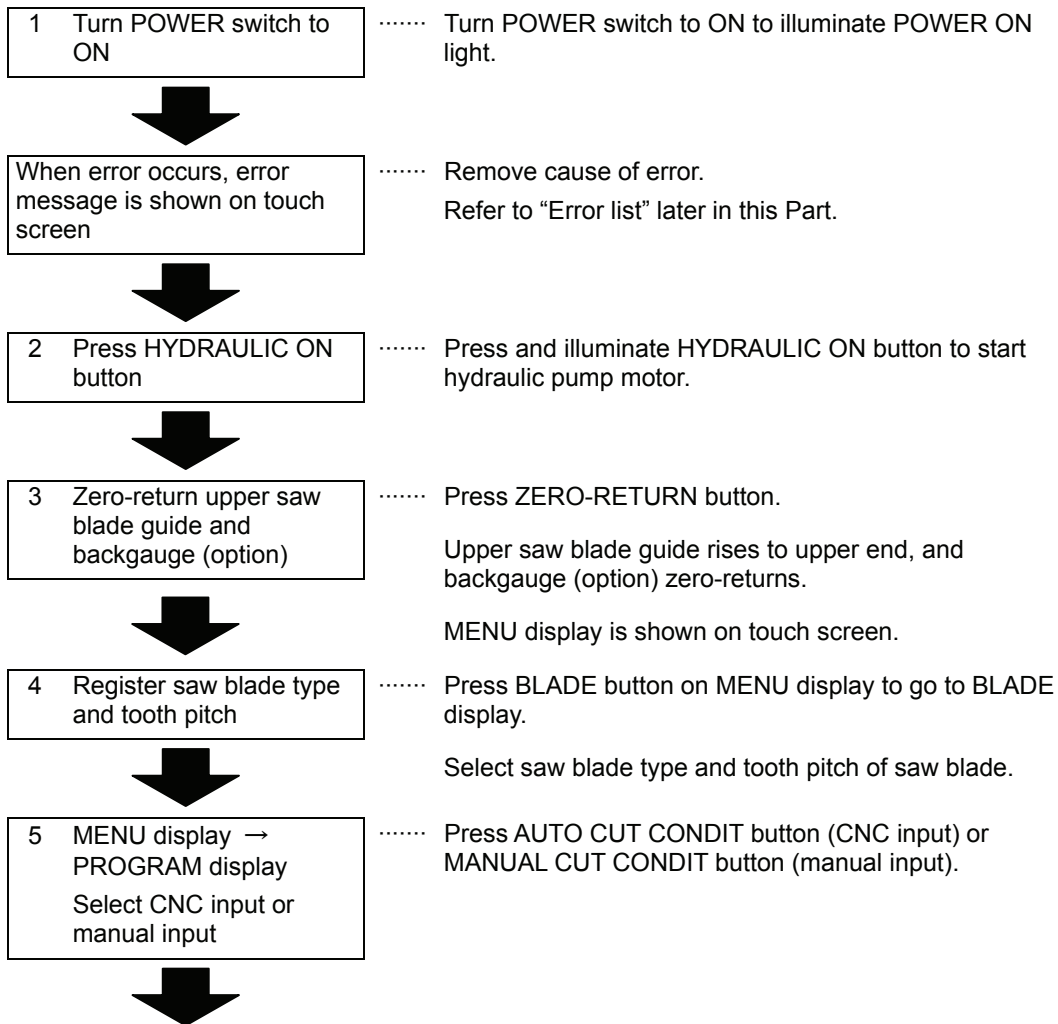 1 Turn POWER switch to
ON
······· Turn POWER switch to ON to illuminate POWER ON
light.
When error occurs, error
message is shown on touch
screen
······· Remove cause of error.
Refer to “Error list” later in this Part.
2 Press HYDRAULIC ON
button
······· Press and illuminate HYDRAULIC ON button to start
hydraulic pump motor.
3 Zero-return upper saw
blade guide and
backgauge (option)
······· Press ZERO-RETURN button.
Upper saw blade guide rises to upper end, and
backgauge (option) zero-returns.
MENU display is shown on touch screen.
4 Register saw blade type
and tooth pitch
······· Press BLADE button on MENU display to go to BLADE
display.
Select saw blade type and tooth pitch of saw blade.
5 MENU display →
PROGRAM display
Select CNC input or
manual input
······· Press AUTO CUT CONDIT button (CNC input) or
MANUAL CUT CONDIT button (manual input).